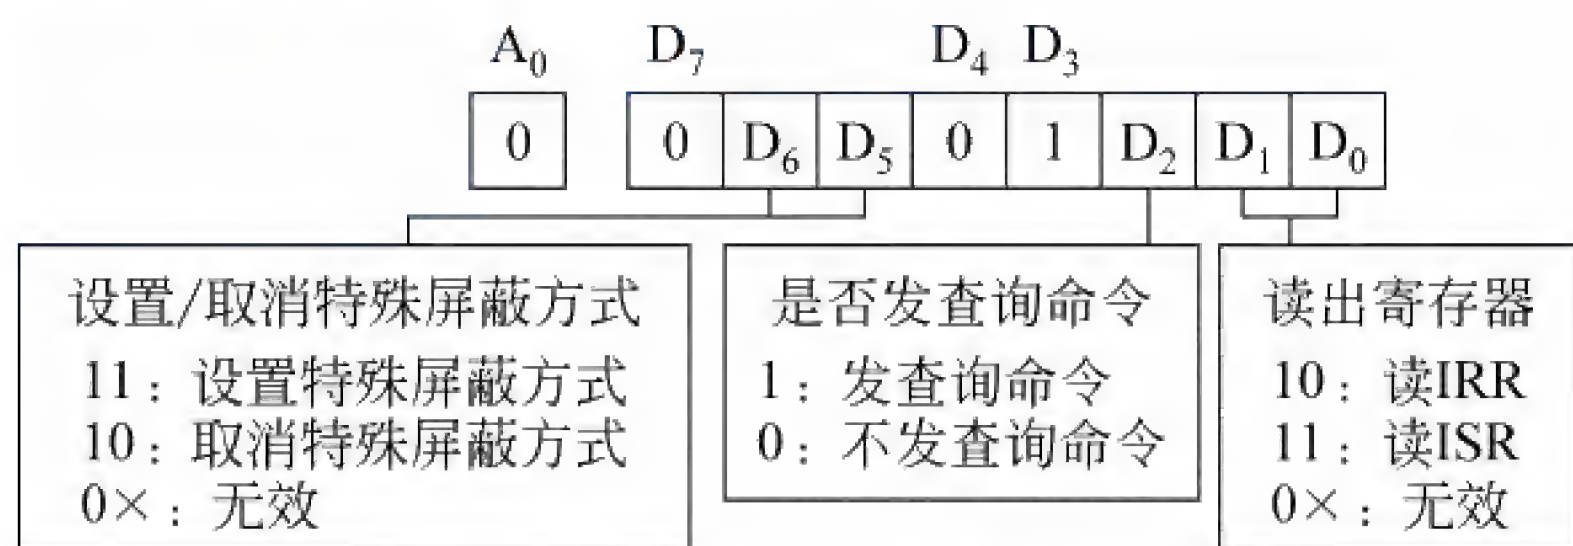 A₀ D₇ D₄ D₃
0 0 D₆ D₅ 0 1 D₂ D₁ D₀
设置/取消特殊屏蔽方式
11：设置特殊屏蔽方式
10：取消特殊屏蔽方式
0×：无效
是否发查询命令
1：发查询命令
0：不发查询命令
读出寄存器
10：读IRR
11：读ISR
0×：无效